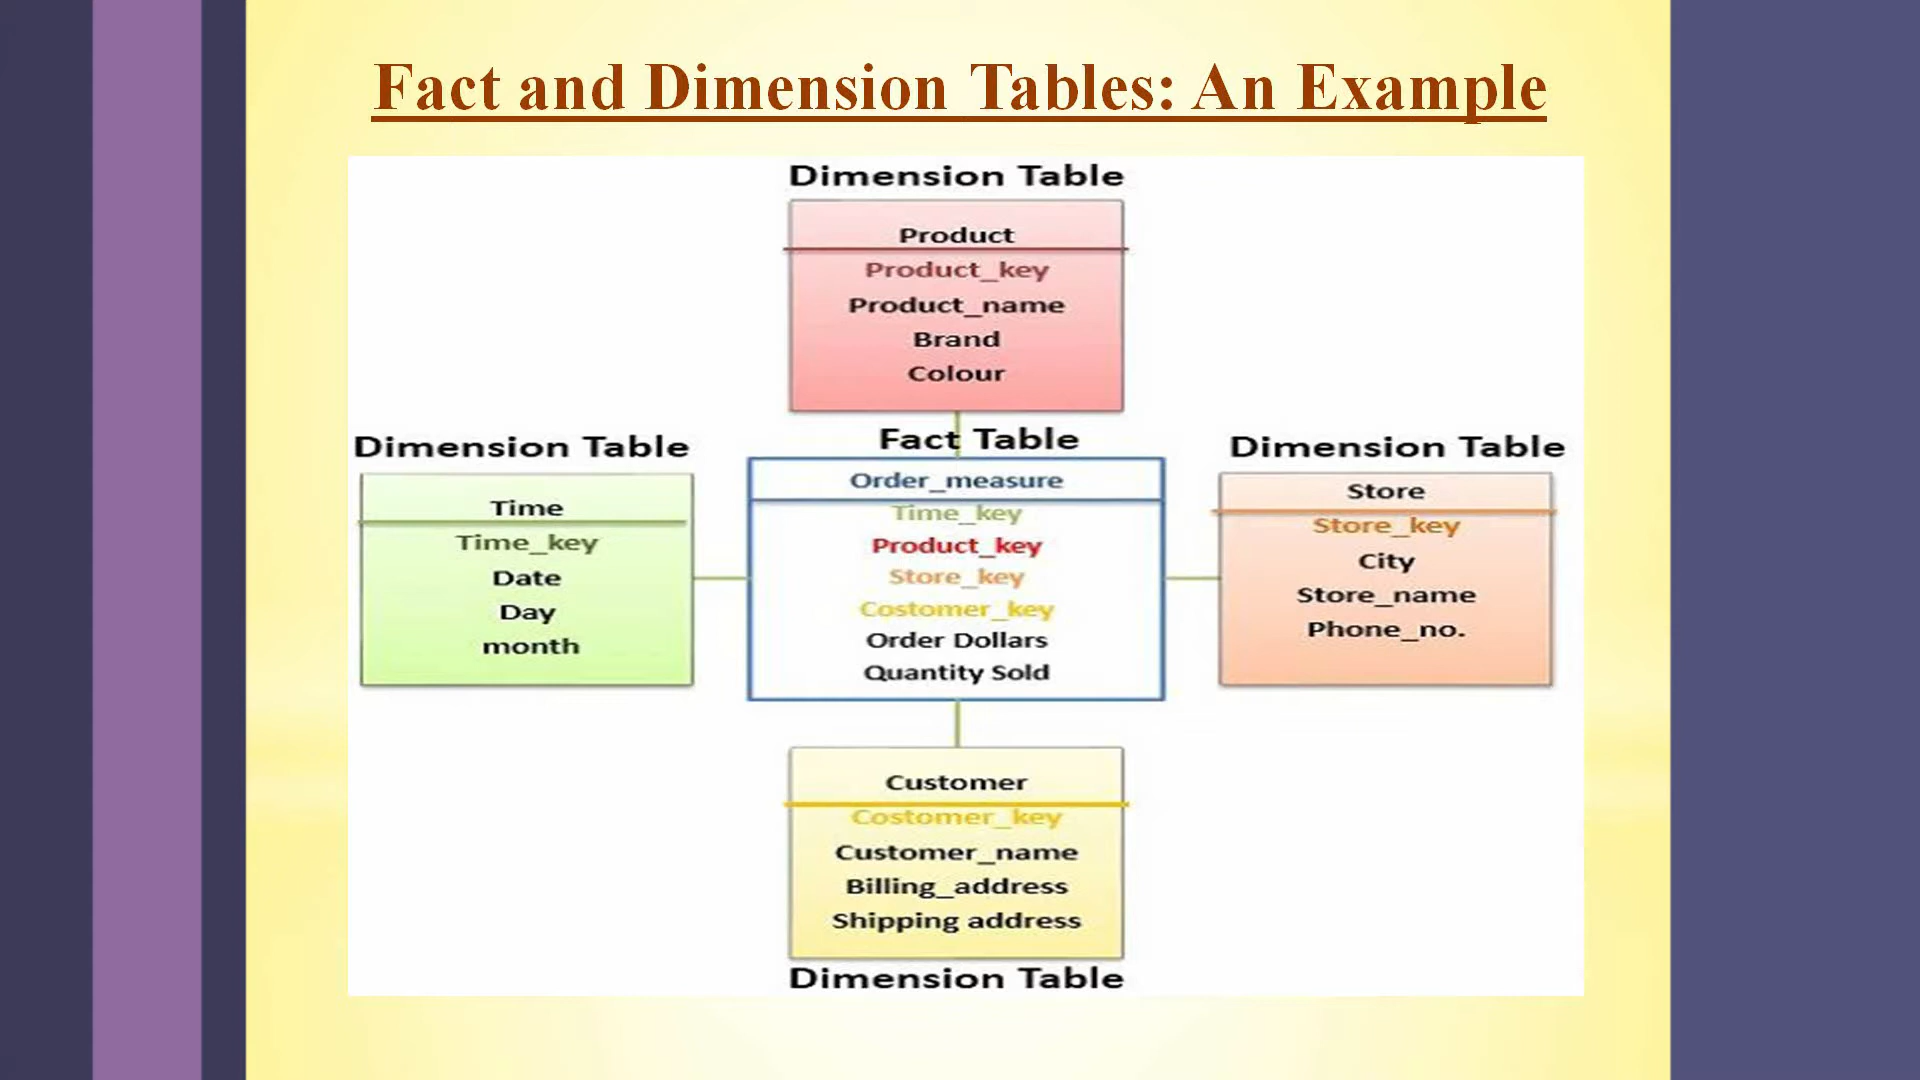 Fact and Dimension Tables: An Example
Dimension Table
Product
Product_key
Product_name
Brand
Colour
Dimension Table
Time
Time_key
Date
Day
month
Fact Table
Order_measure
Time_key
Product_key
Store_key
Costomer_key
Order Dollars
Quantity Sold
Dimension Table
Store
Store_key
City
Store_name
Phone_no.
Customer
Costomer_key
Customer_name
Billing_address
Shipping address
Dimension Table